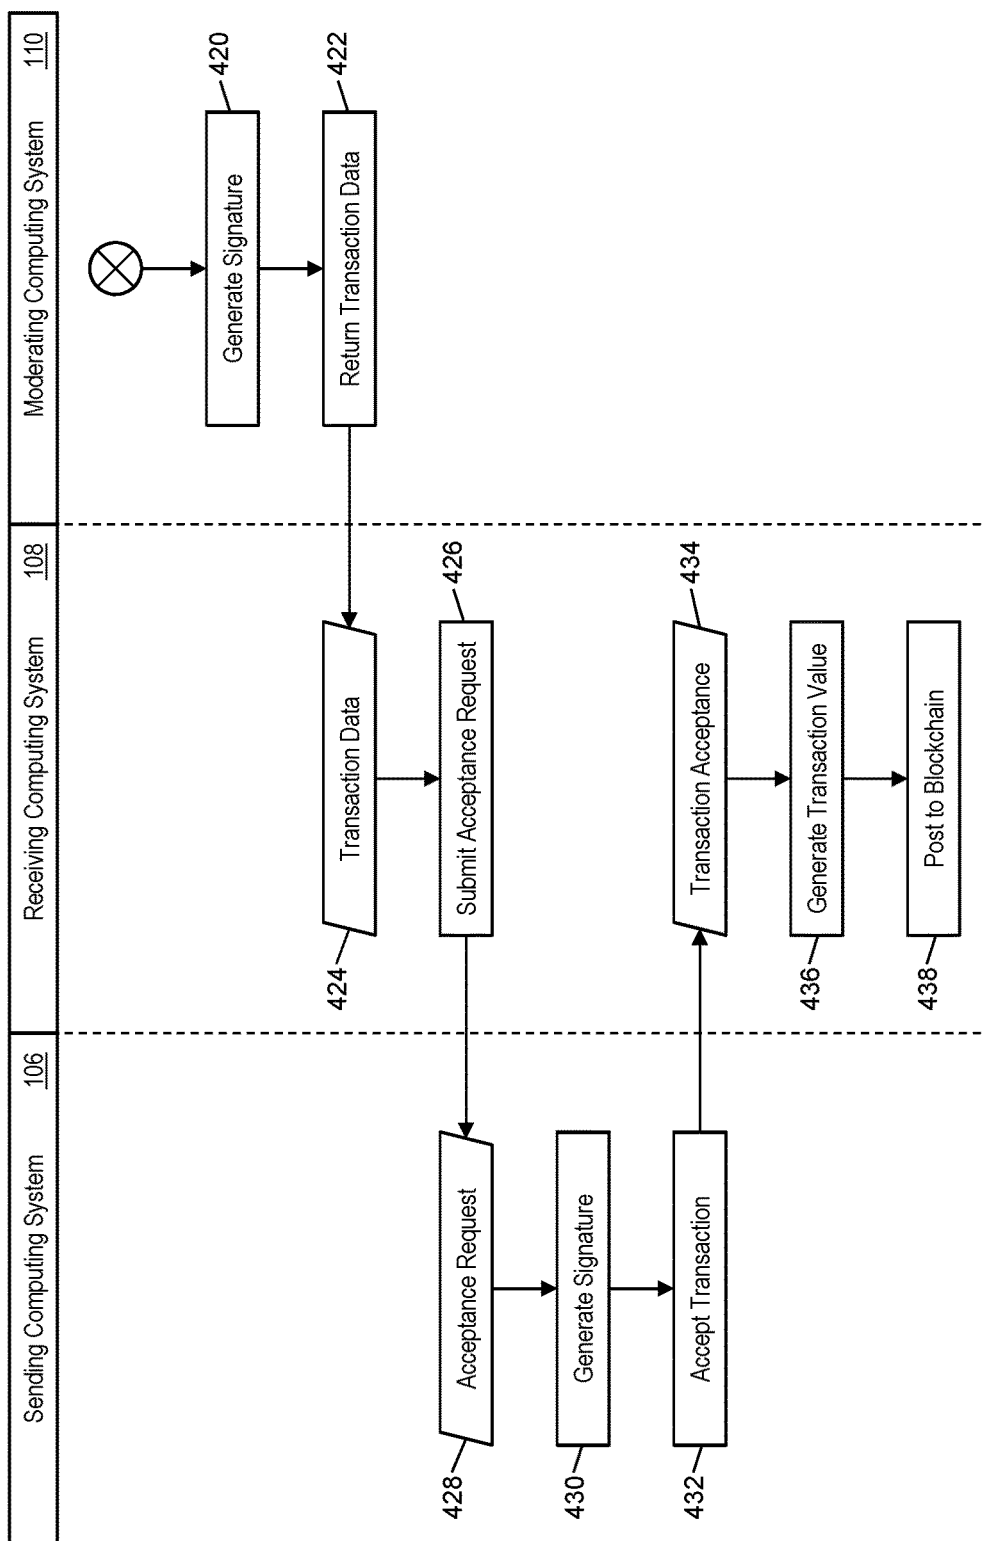 Sending Computing System 106
Receiving Computing System 108
Moderating Computing System 110
Generate Signature
420
Return Transaction Data
422
424
Transaction Data
Submit Acceptance Request
426
428
Acceptance Request
430
Generate Signature
432
Accept Transaction
Transaction Acceptance
434
436
Generate Transaction Value
438
Post to Blockchain